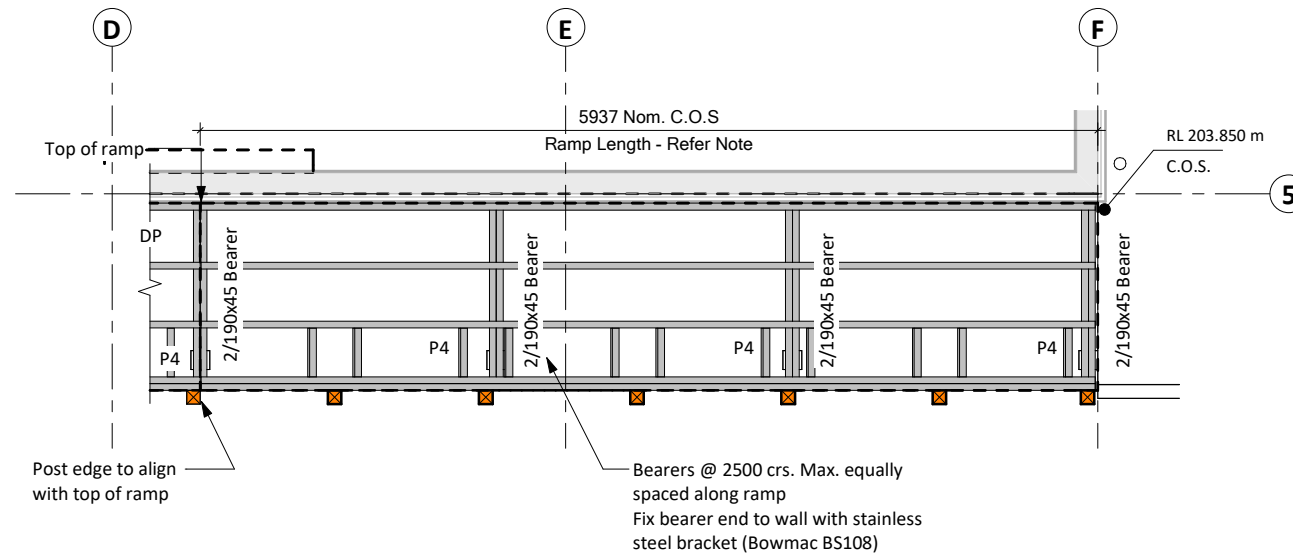 D
E
F
5937 Nom. C.O.S
Ramp Length - Refer Note
Top of ramp
RL 203.850 m
C.O.S.
5
DP
2/190x45 Bearer
2/190x45 Bearer
2/190x45 Bearer
2/190x45 Bearer
P4
P4
P4
P4
Post edge to align
with top of ramp
Bearers @ 2500 crs. Max. equally
spaced along ramp
Fix bearer end to wall with stainless
steel bracket (Bowmac BS108)